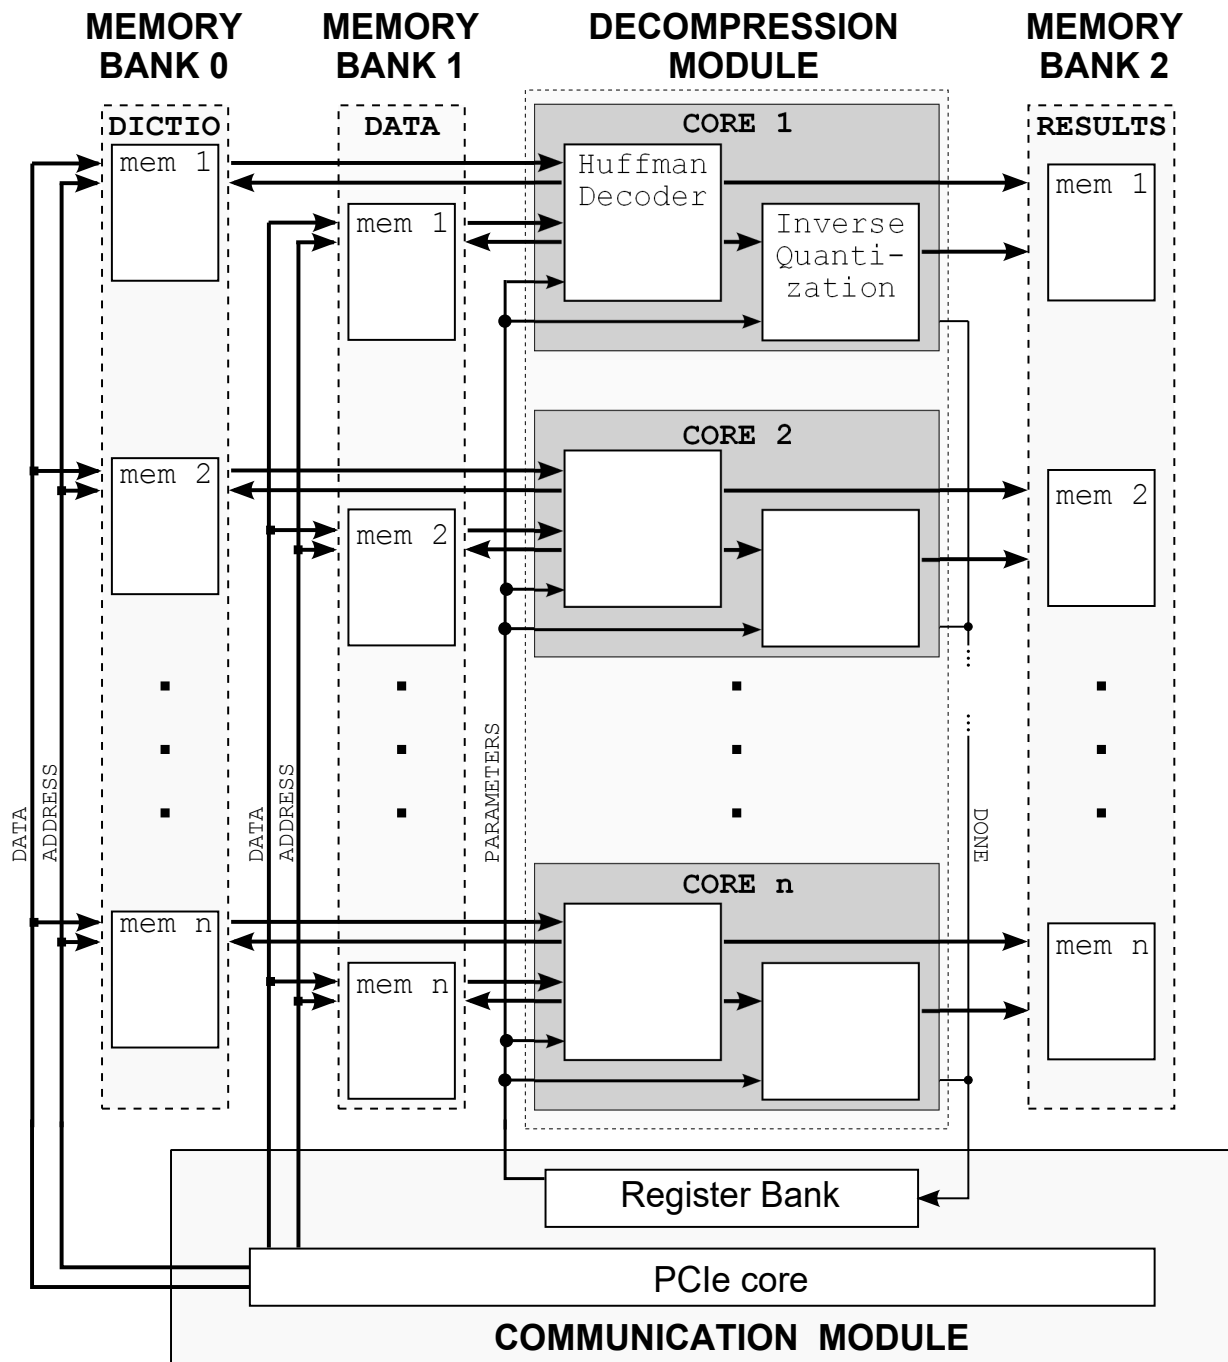 MEMORY
BANK 0
MEMORY
BANK 1
DECOMPRESSION
MODULE
MEMORY
BANK 2
DICTIO
DATA
CORE 1
RESULTS
mem 1
mem 1
Huffman
Decoder
Inverse
Quanti-
zation
mem 1
CORE 2
mem 2
mem 2
mem 2
DATA
ADDRESS
DATA
ADDRESS
PARAMETERS
DONE
CORE n
mem n
mem n
mem n
Register Bank
PCIe core
COMMUNICATION MODULE